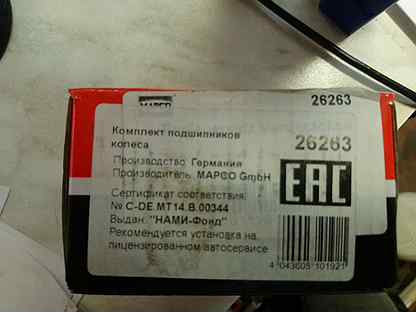 MAPCO
26263
Комплект подшипников
колеса
26263
Производство: Германия
Производитель: MAPCO GmbH
EAC
Сертификат соответствия:
№ C-DE.МТ14.В.00344
Выдан: "НАМИ-Фонд"
Рекомендуется установка на
лицензированном автосервисе
4 043605 101921